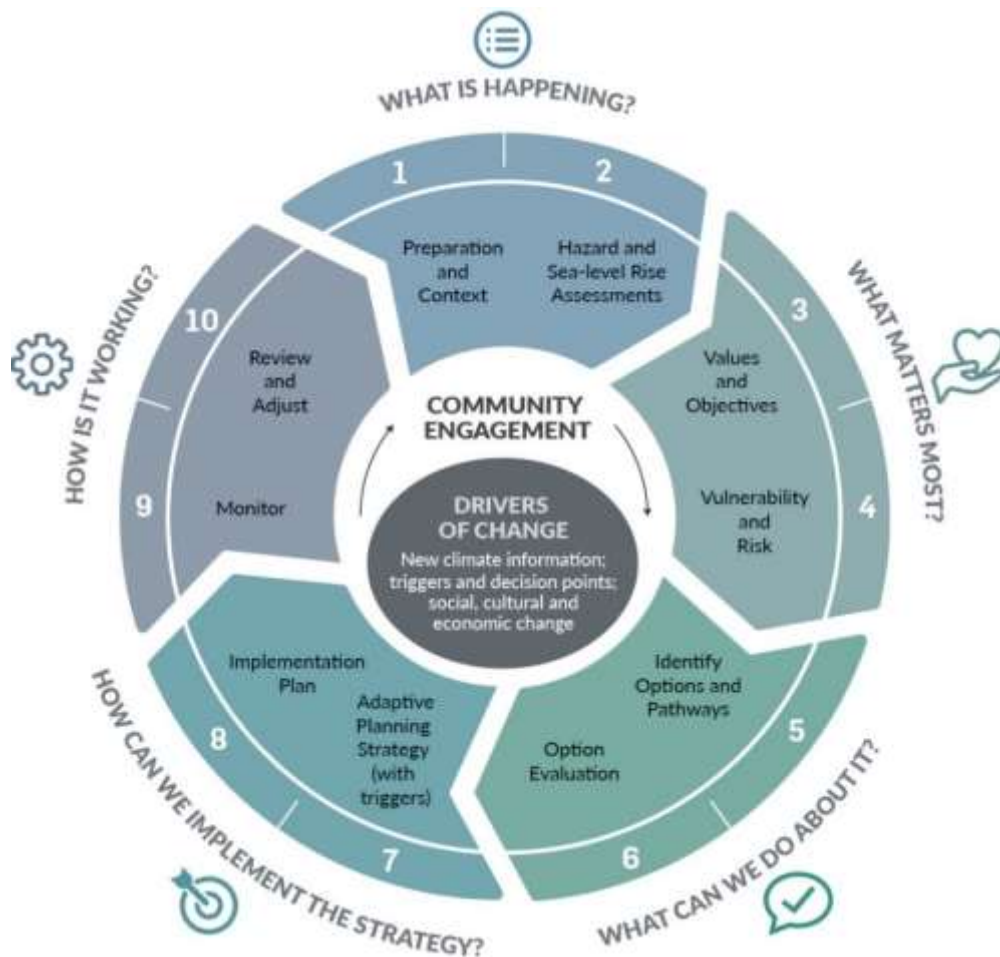 WHAT IS HAPPENING?
1
2
Preparation
and
Context
Hazard and
Sea-level Rise
Assessments
WHAT MATTERS MOST?
3
4
Values
and
Objectives
Vulnerability
and
Risk
WHAT CAN WE DO ABOUT IT?
5
6
Identify
Options and
Pathways
Option
Evaluation
HOW CAN WE IMPLEMENT THE STRATEGY?
7
8
Adaptive
Planning
Strategy
(with
triggers)
Implementation
Plan
HOW IS IT WORKING?
9
10
Monitor
Review
and
Adjust
COMMUNITY
ENGAGEMENT
DRIVERS
OF CHANGE
New climate information;
triggers and decision points;
social, cultural and
economic change